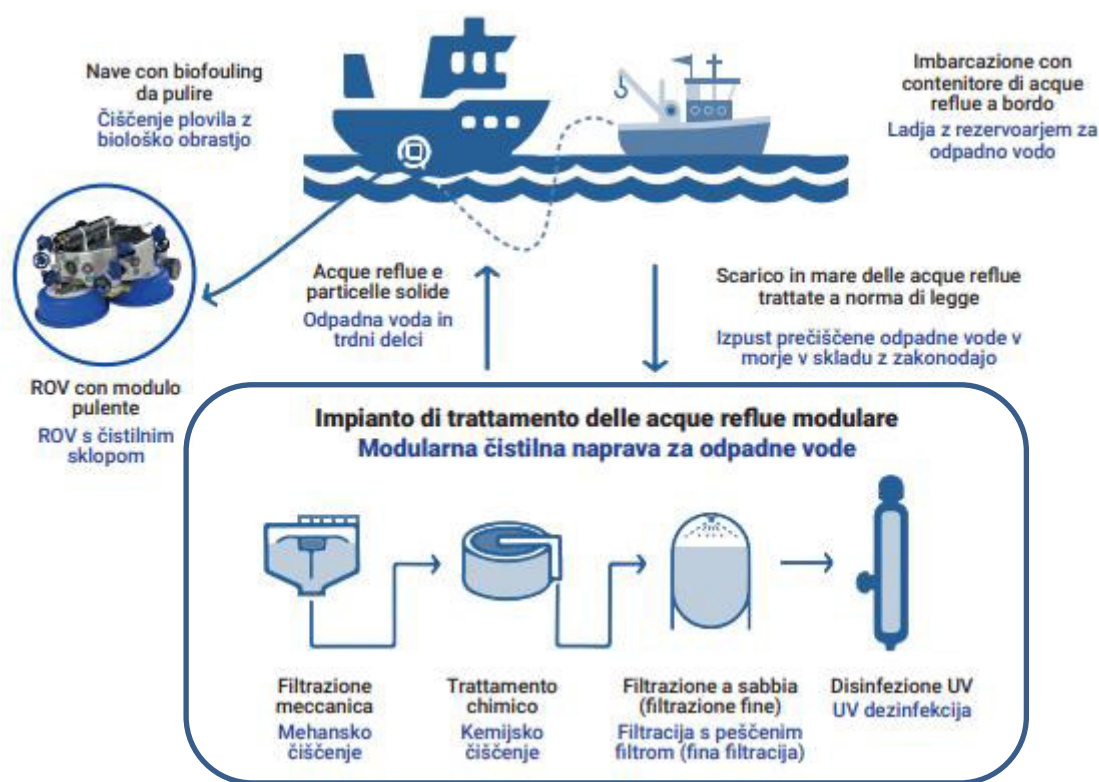 Nave con biofouling
da pulire
Čiščenje plovila z
biološko obrastjo
Imbarcazione con
contenitore di acque
reflue a bordo
Ladja z rezervoarjem za
odpadno vodo
Acque reflue e
particelle solide
Odpadna voda in
trdni delci
Scarico in mare delle acque reflue
trattate a norma di legge
Izpust prečiščene odpadne vode v
morje v skladu z zakonodajo
ROV con modulo
pulente
ROV s čistilnim
sklopom
Impianto di trattamento delle acque reflue modulare
Modularna čistilna naprava za odpadne vode
Filtrazione
meccanica
Mehansko
čiščenje
Trattamento
chimico
Kemijsko
čiščenje
Filtrazione a sabbia
(filtrazione fine)
Filtracija s peščenim
filtrom (fina filtracija)
Disinfezione UV
UV dezinfekcija